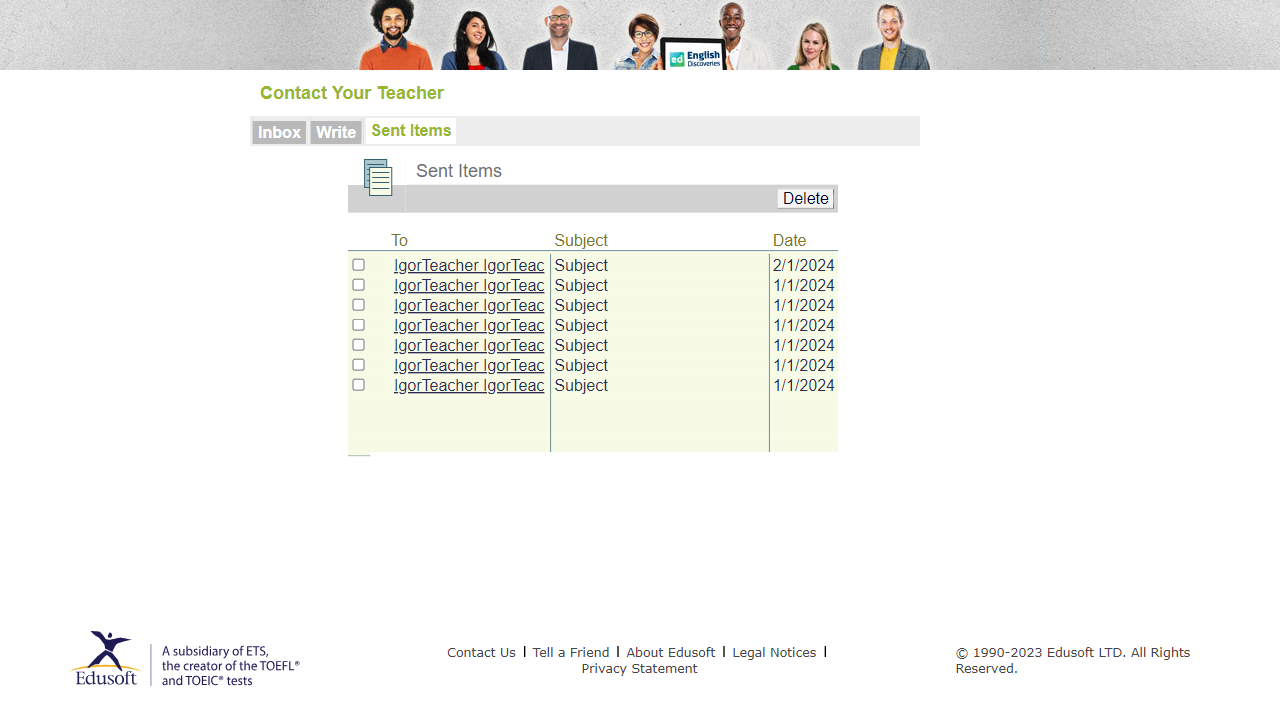 ed English
Discoveries
Contact Your Teacher
Inbox Write Sent Items
Sent Items
Delete
To Subject Date
IgorTeacher IgorTeac Subject 2/1/2024
IgorTeacher IgorTeac Subject 1/1/2024
IgorTeacher IgorTeac Subject 1/1/2024
IgorTeacher IgorTeac Subject 1/1/2024
IgorTeacher IgorTeac Subject 1/1/2024
IgorTeacher IgorTeac Subject 1/1/2024
IgorTeacher IgorTeac Subject 1/1/2024
Edusoft
A subsidiary of ETS,
the creator of the TOEFL®
and TOEIC® tests
Contact Us | Tell a Friend | About Edusoft | Legal Notices |
Privacy Statement
© 1990-2023 Edusoft LTD. All Rights
Reserved.